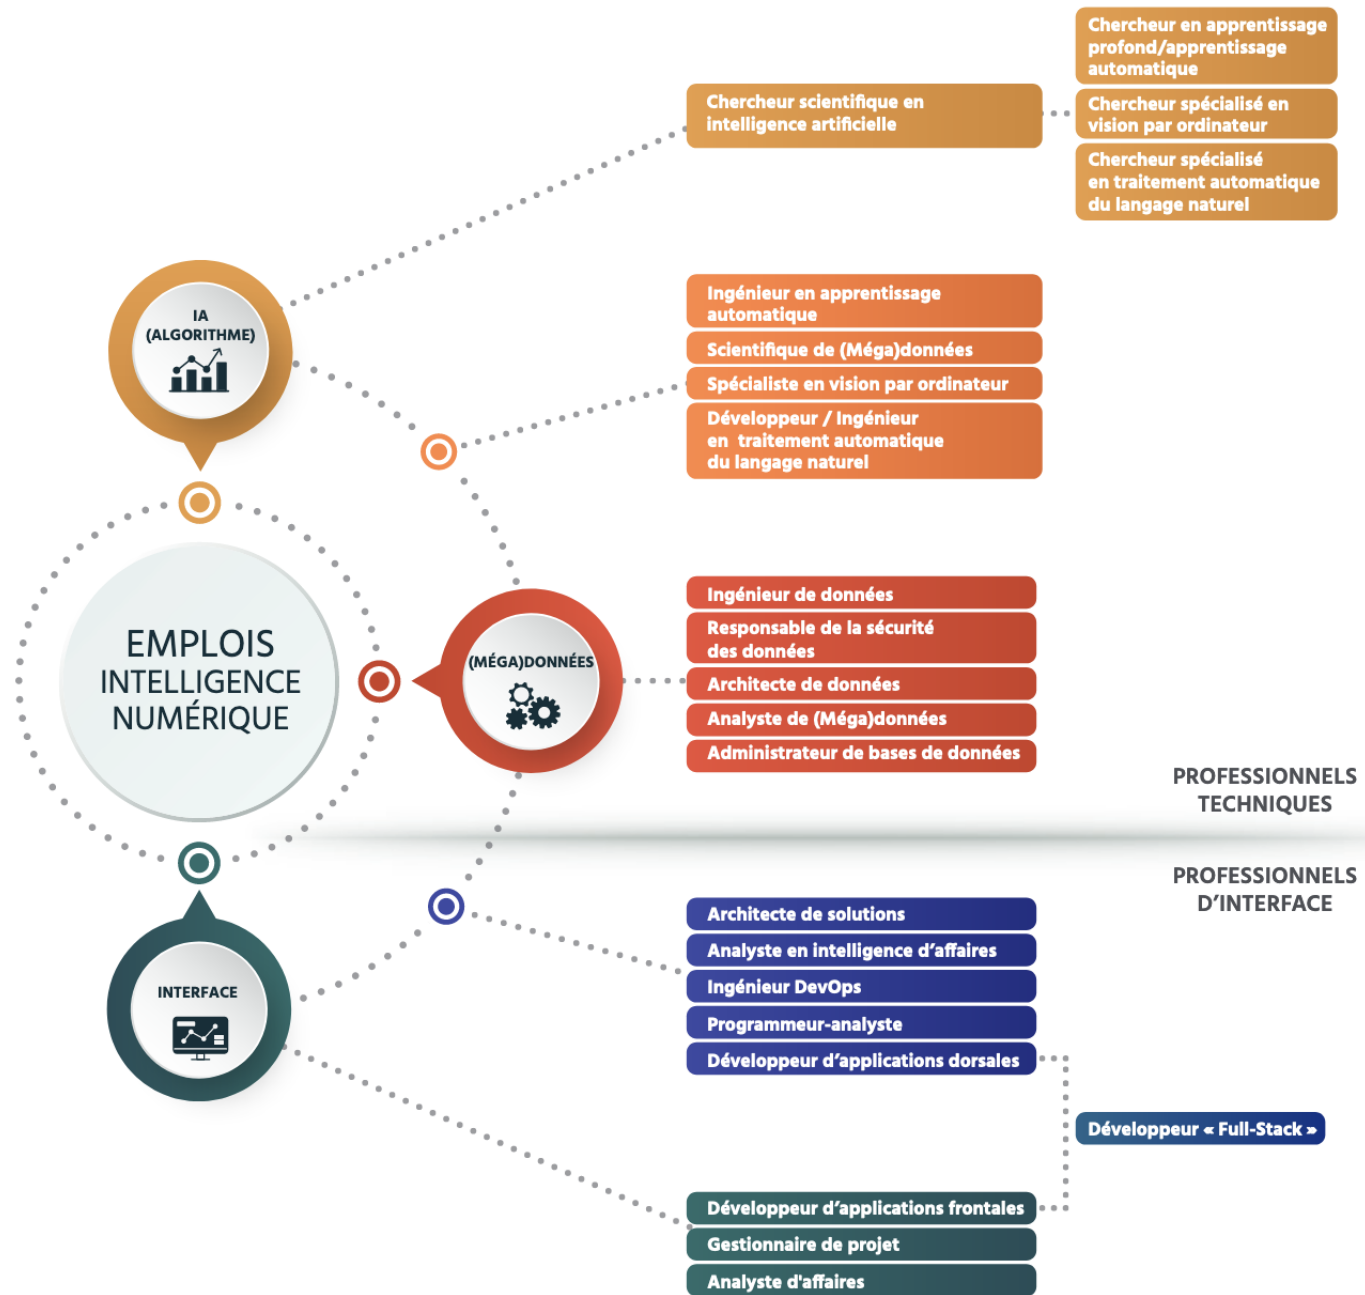 Chercheur en apprentissage
profond/apprentissage
automatique
Chercheur scientifique en
intelligence artificielle
Chercheur spécialisé en
vision par ordinateur
Chercheur spécialisé
en traitement automatique
du langage naturel
IA
(ALGORITHME)
Ingénieur en apprentissage
automatique
Scientifique de (Méga)données
Spécialiste en vision par ordinateur
Développeur / Ingénieur
en traitement automatique
du langage naturel
EMPLOIS
INTELLIGENCE
NUMÉRIQUE
(MÉGA)DONNÉES
Ingénieur de données
Responsable de la sécurité
des données
Architecte de données
Analyste de (Méga)données
Administrateur de bases de données
PROFESSIONNELS
TECHNIQUES
PROFESSIONNELS
D’INTERFACE
INTERFACE
Architecte de solutions
Analyste en intelligence d’affaires
Ingénieur DevOps
Programmeur-analyste
Développeur d’applications dorsales
Développeur « Full-Stack »
Développeur d’applications frontales
Gestionnaire de projet
Analyste d'affaires